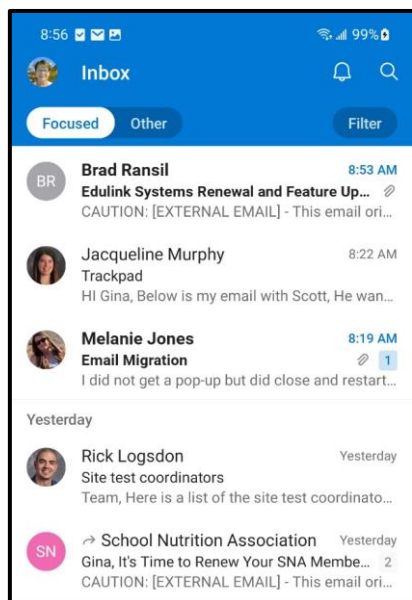 8:56 99%
Inbox
Focused Other Filter
BR Brad Ransil 8:53 AM
Edulink Systems Renewal and Feature Up...
CAUTION: [EXTERNAL EMAIL] - This email ori...
Jacqueline Murphy 8:22 AM
Trackpad
HI Gina, Below is my email with Scott, He wan...
Melanie Jones 8:19 AM
Email Migration 1
I did not get a pop-up but did close and restart...
Yesterday
Rick Logsdon Yesterday
Site test coordinators
Team, Here is a list of the site test coordinato...
SN School Nutrition Association Yesterday
Gina, It's Time to Renew Your SNA Membe... 2
CAUTION: [EXTERNAL EMAIL] - This email ori...